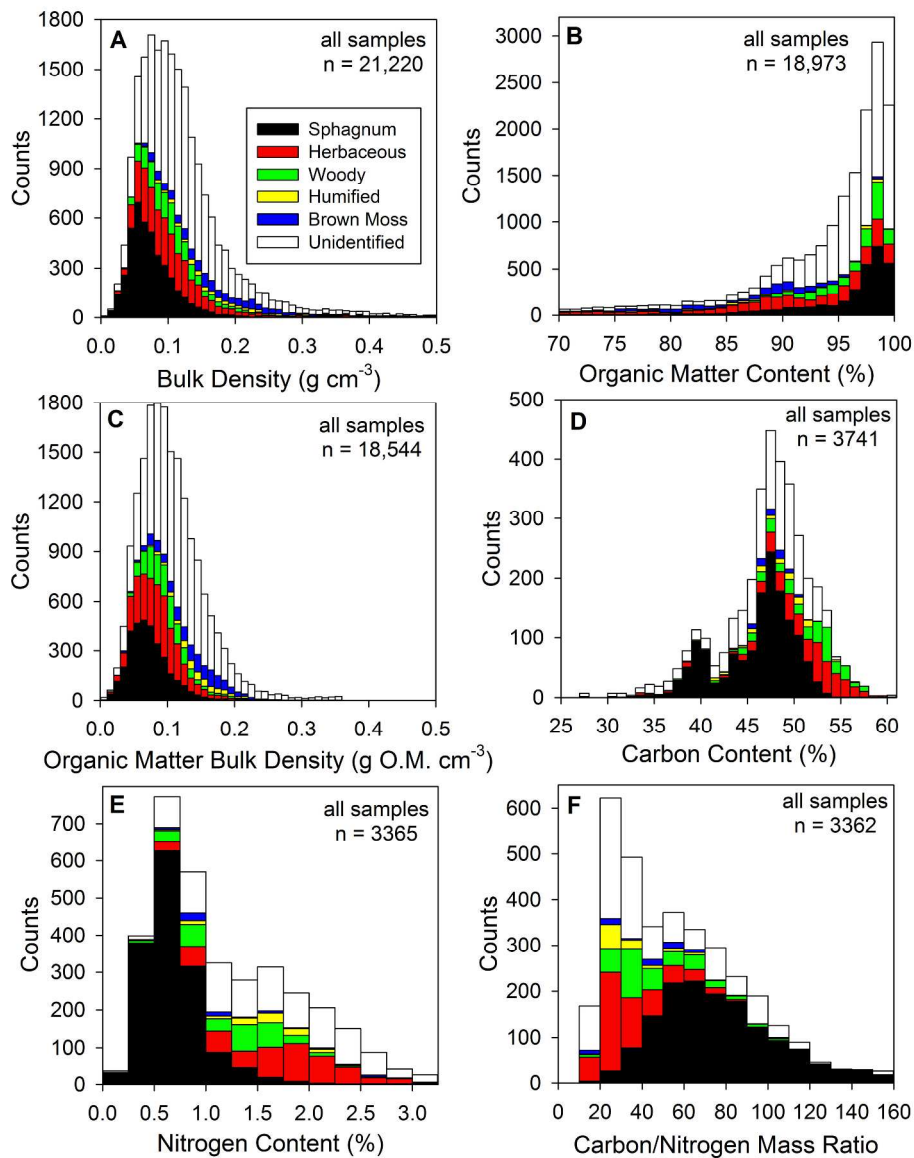 A
all samples
n = 21,220
Sphagnum
Herbaceous
Woody
Humified
Brown Moss
Unidentified
1800
1500
1200
900
600
300
0
Counts
0.0 0.1 0.2 0.3 0.4 0.5
Bulk Density (g cm-3)
B
all samples
n = 18,973
3000
2500
2000
1500
1000
500
0
Counts
70 75 80 85 90 95 100
Organic Matter Content (%)
C
all samples
n = 18,544
1800
1500
1200
900
600
300
0
Counts
0.0 0.1 0.2 0.3 0.4 0.5
Organic Matter Bulk Density (g O.M. cm-3)
D
all samples
n = 3741
500
400
300
200
100
0
Counts
25 30 35 40 45 50 55 60
Carbon Content (%)
E
all samples
n = 3365
700
600
500
400
300
200
100
0
Counts
0.0 0.5 1.0 1.5 2.0 2.5 3.0
Nitrogen Content (%)
F
all samples
n = 3362
600
500
400
300
200
100
0
Counts
0 20 40 60 80 100 120 140 160
Carbon/Nitrogen Mass Ratio